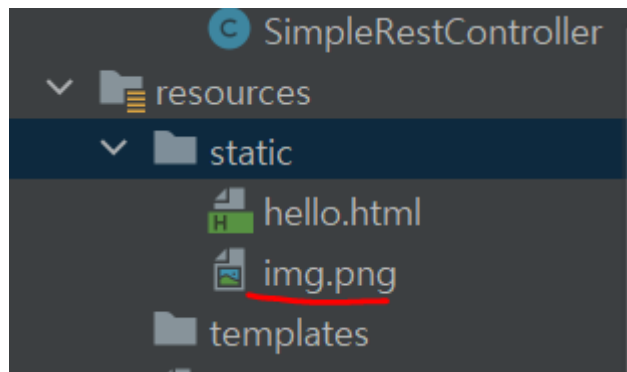 SimpleRestController
resources
static
hello.html
img.png
templates